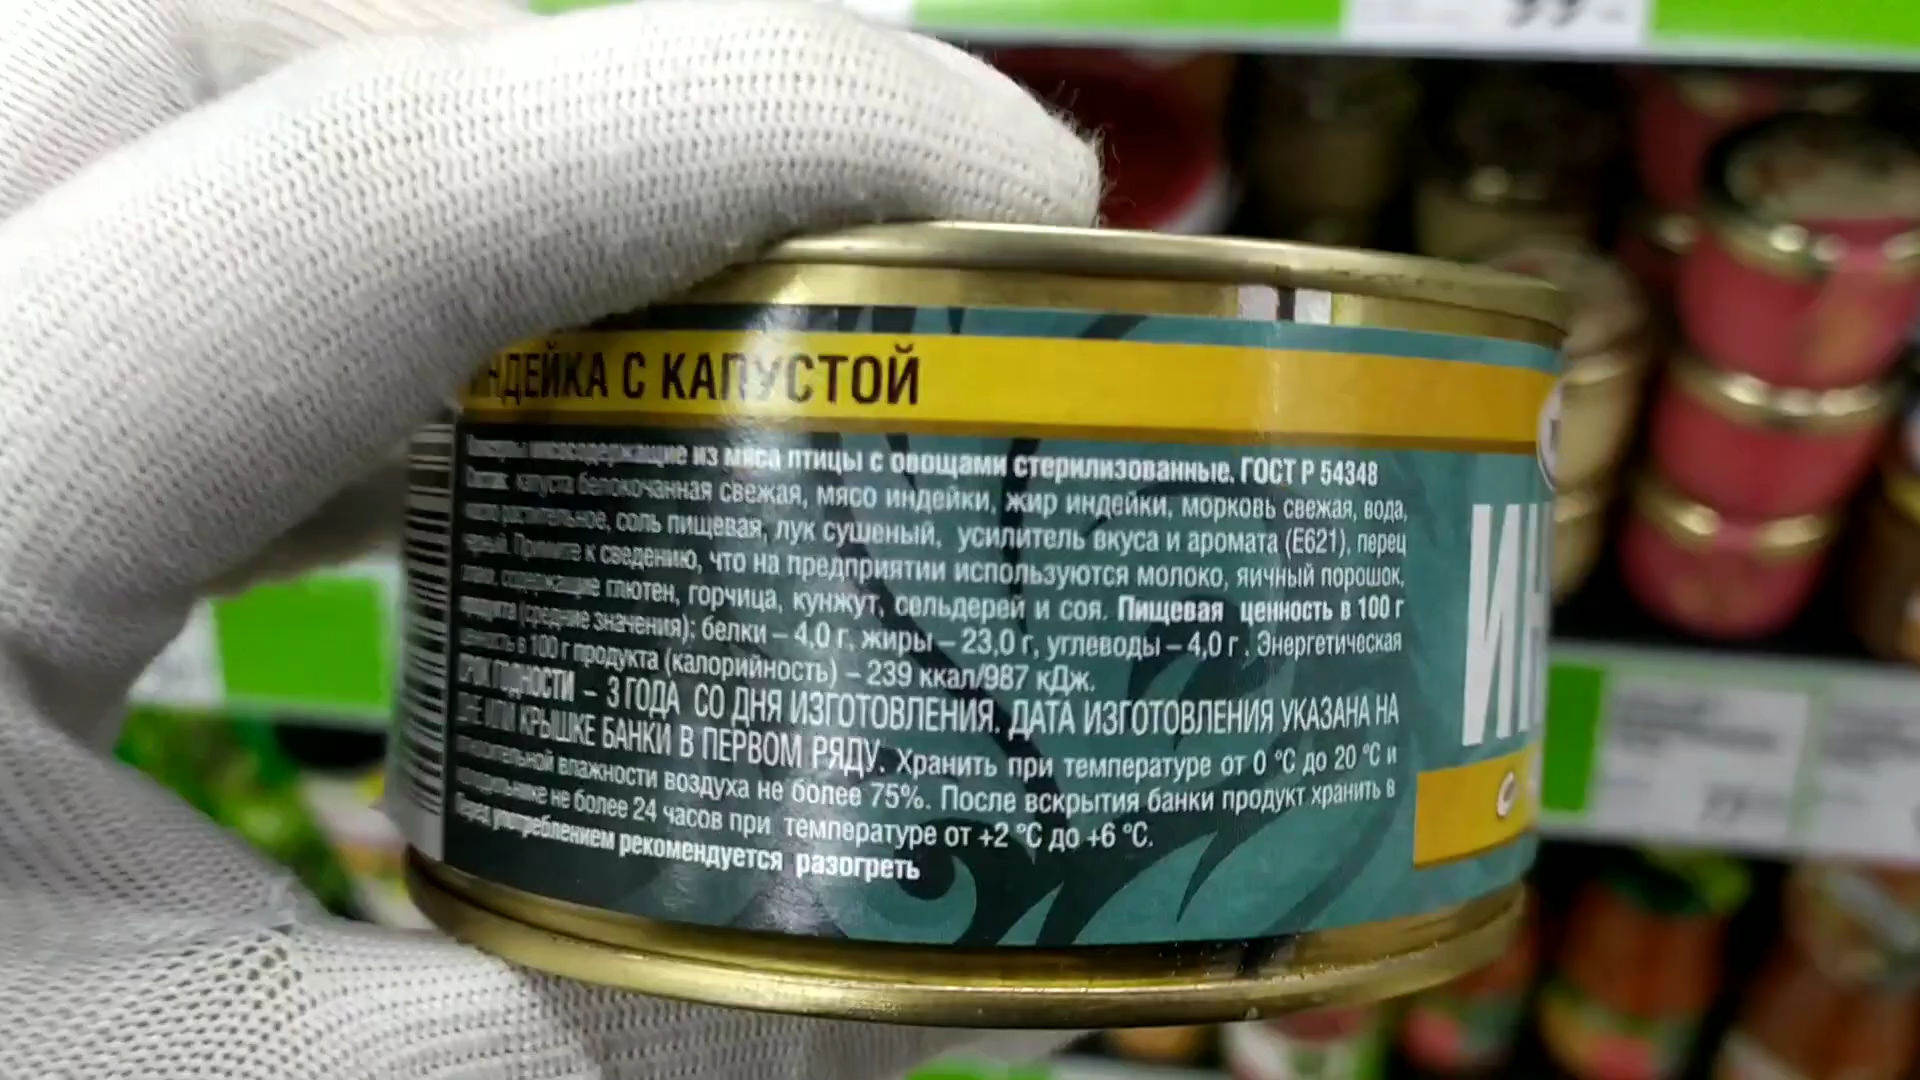 ИНДЕЙКА С КАПУСТОЙ
Консервы мясосодержащие из мяса птицы с овощами стерилизованные. ГОСТ Р 54348
Состав: капуста белокочанная свежая, мясо индейки, жир индейки, морковь свежая, вода,
масло растительное, соль пищевая, лук сушеный, усилитель вкуса и аромата (Е621), перец
черный. Примите к сведению, что на предприятии используются молоко, яичный порошок,
злаки, содержащие глютен, горчица, кунжут, сельдерей и соя. Пищевая ценность в 100 г
продукта (средние значения): белки – 4,0 г, жиры – 23,0 г, углеводы – 4,0 г. Энергетическая
ценность в 100 г продукта (калорийность) – 239 ккал/987 кДж.
СРОК ГОДНОСТИ – 3 ГОДА СО ДНЯ ИЗГОТОВЛЕНИЯ. ДАТА ИЗГОТОВЛЕНИЯ УКАЗАНА НА
ДНЕ ИЛИ КРЫШКЕ БАНКИ В ПЕРВОМ РЯДУ. Хранить при температуре от 0 °С до 20 °С и
относительной влажности воздуха не более 75%. После вскрытия банки продукт хранить в
холодильнике не более 24 часов при температуре от +2 °С до +6 °С.
Перед употреблением рекомендуется разогреть
ИН
с